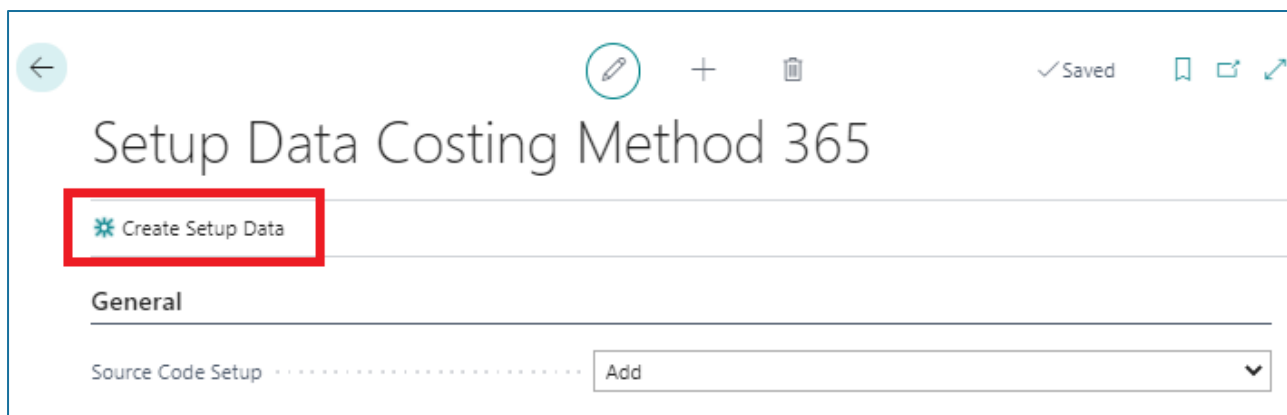 Saved
Setup Data Costing Method 365
Create Setup Data
General
Source Code Setup Add